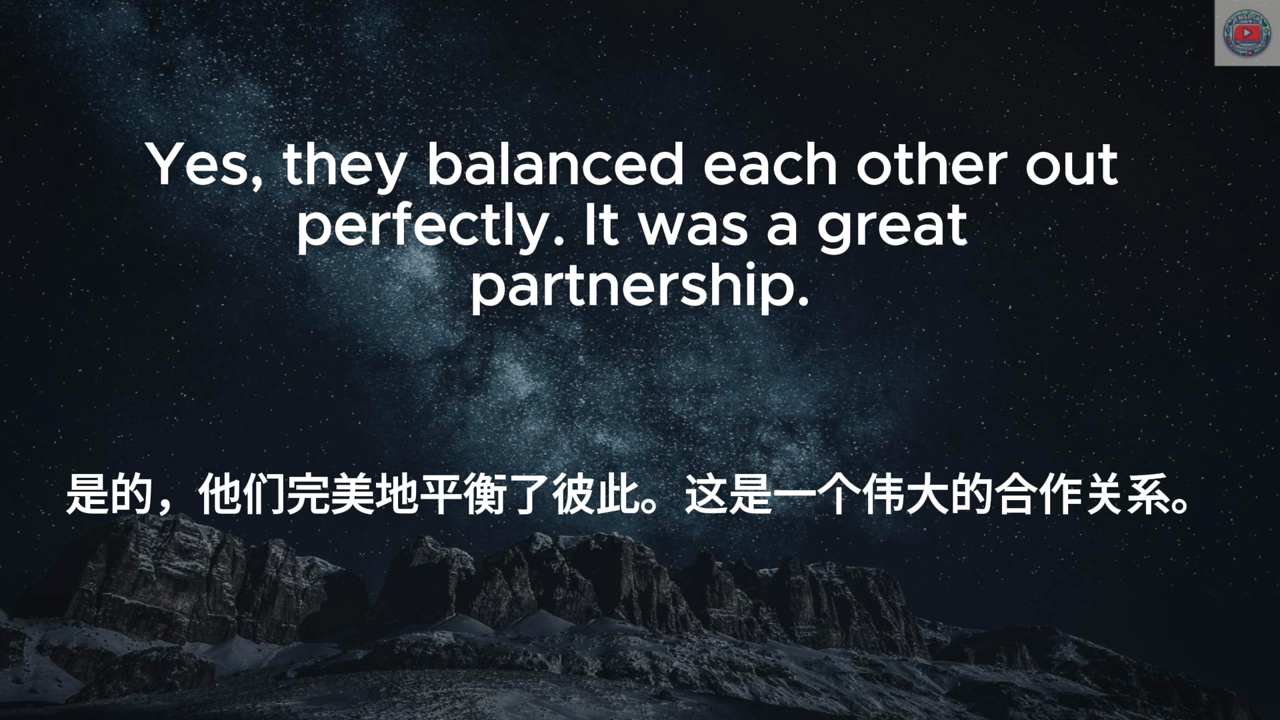 Yes, they balanced each other out
perfectly. It was a great
partnership.
是的，他们完美地平衡了彼此。这是一个伟大的合作关系。